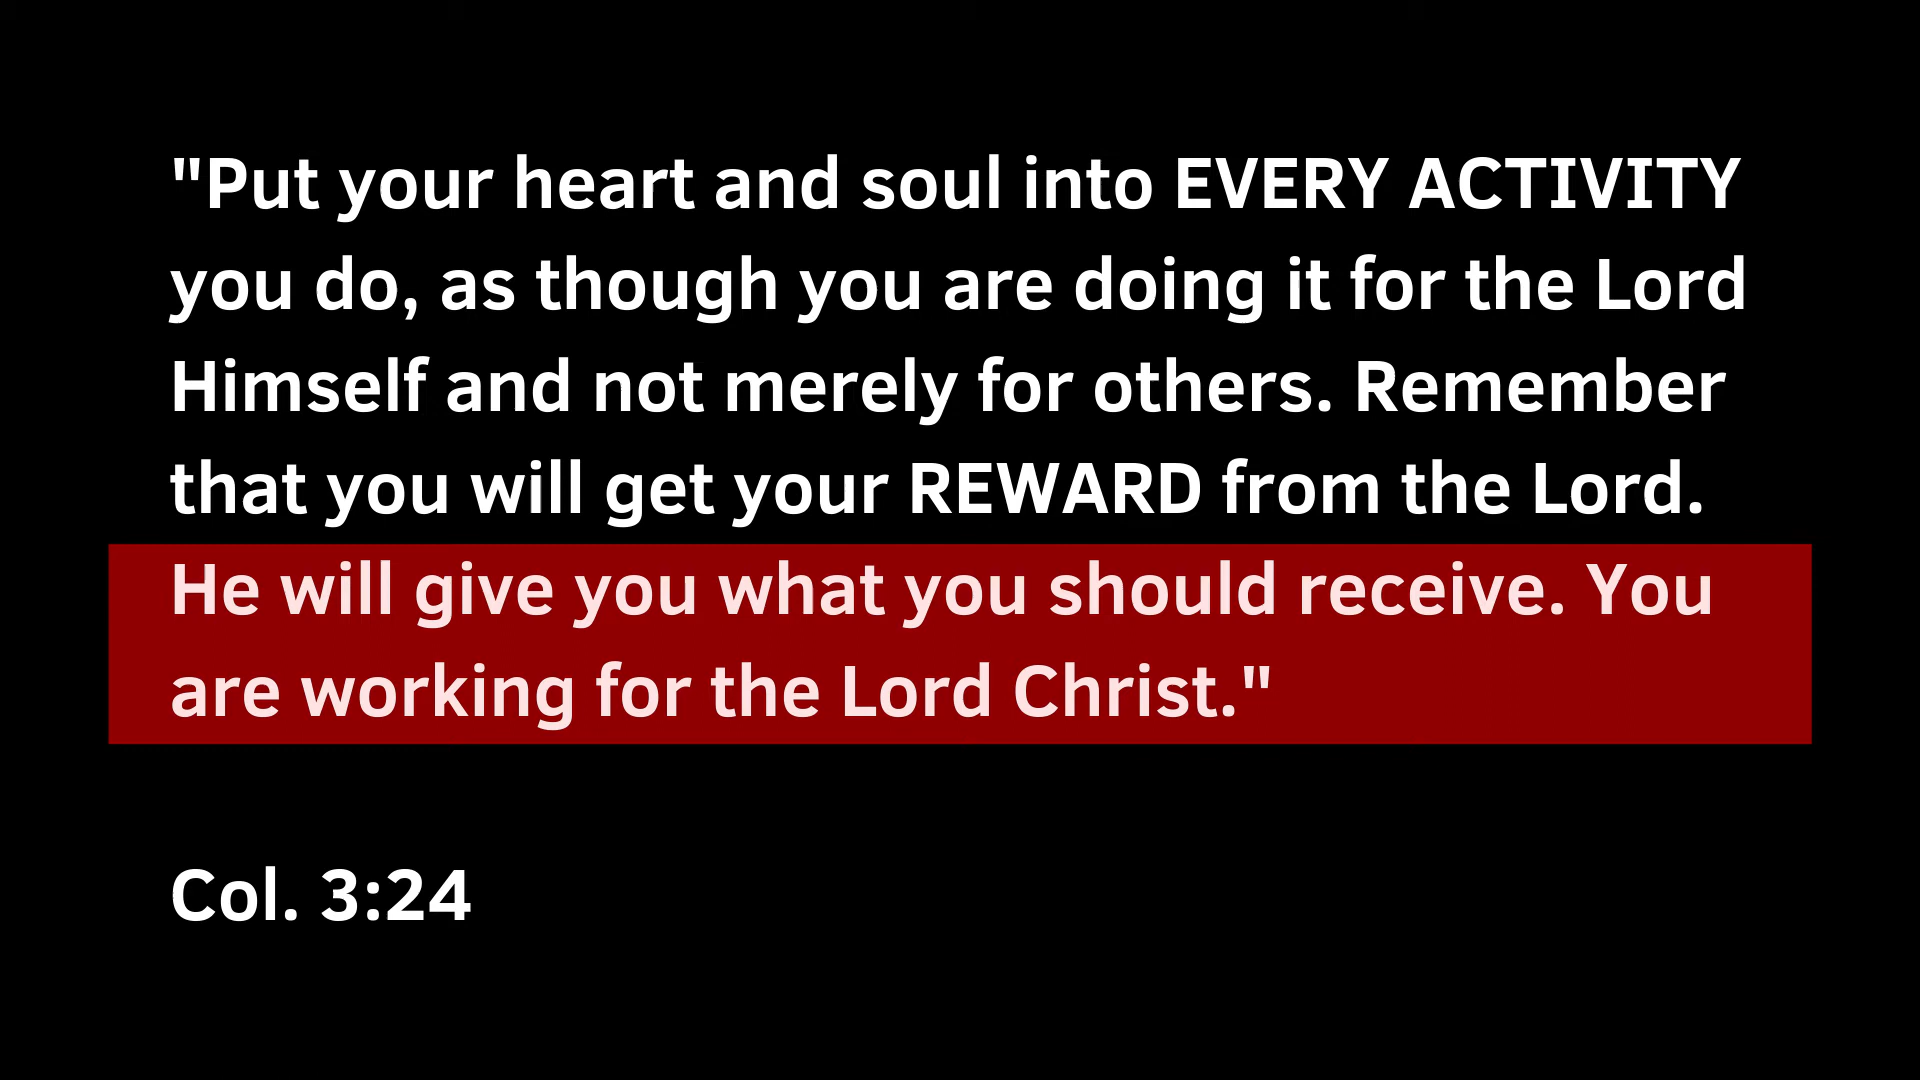 "Put your heart and soul into EVERY ACTIVITY
you do, as though you are doing it for the Lord
Himself and not merely for others. Remember
that you will get your REWARD from the Lord.
He will give you what you should receive. You
are working for the Lord Christ."
Col. 3:24